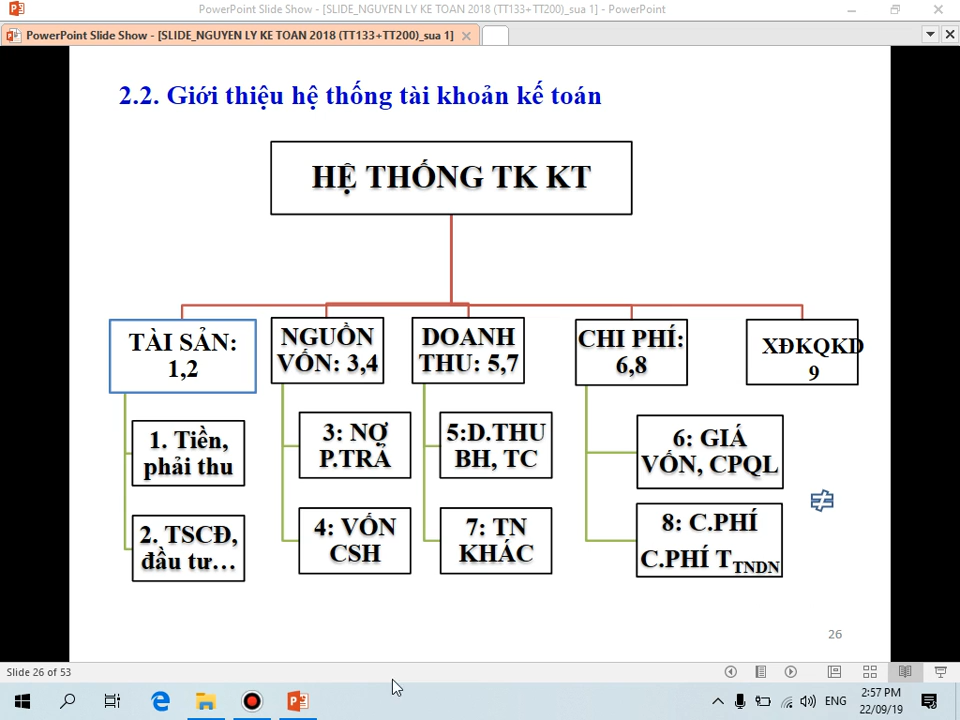 PowerPoint Slide Show - [SLIDE_NGUYEN LY KE TOAN 2018 (TT133+TT200)_sua 1] - PowerPoint
PowerPoint Slide Show - [SLIDE_NGUYEN LY KE TOAN 2018 (TT133+TT200)_sua 1]
2.2. Giới thiệu hệ thống tài khoản kế toán
HỆ THỐNG TK KT
TÀI SẢN:
1,2
1. Tiền,
phải thu
2. TSCĐ,
đầu tư…
NGUỒN
VỐN: 3,4
3: NỢ
P.TRẢ
4: VỐN
CSH
DOANH
THU: 5,7
5:D.THU
BH, TC
7: TN
KHÁC
CHI PHÍ:
6,8
6: GIÁ
VỐN, CPQL
8: C.PHÍ
C.PHÍ TTNDN
XĐKQKD
9
26
Slide 26 of 53
ENG
2:57 PM
22/09/19